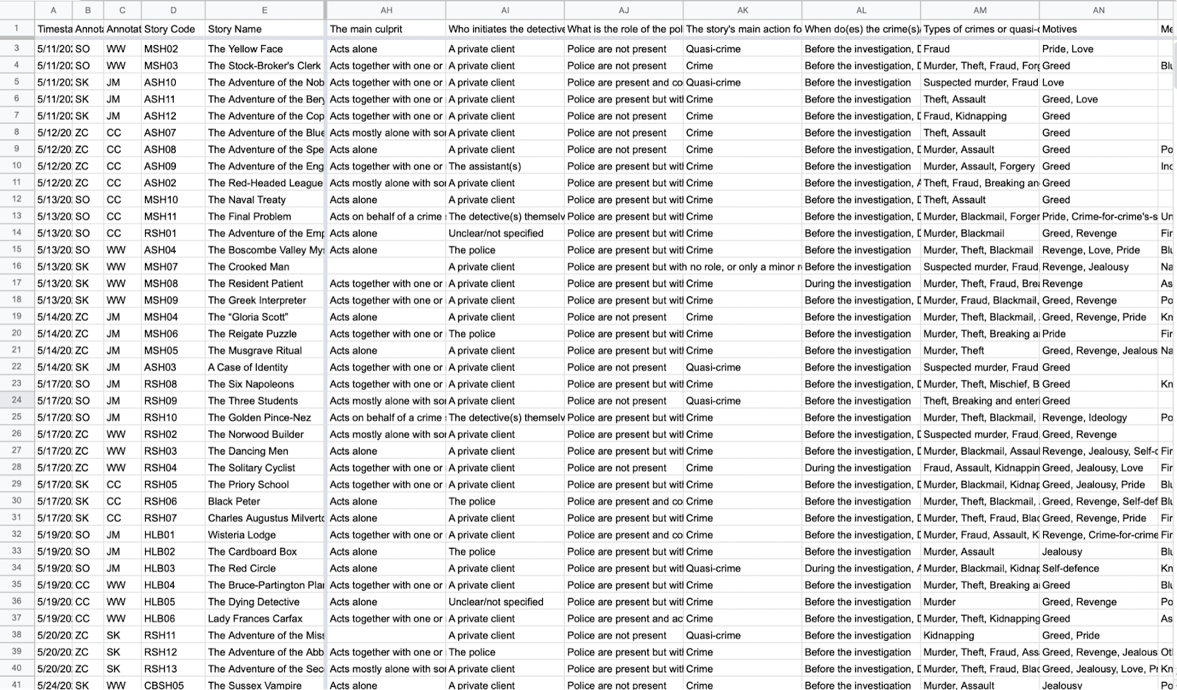 A B C D E AH AI AJ AK AL AM AN
1 Timesta Annota Annotat Story Code Story Name The main culprit Who initiates the detective What is the role of the pol The story's main action fo When do(es) the crime(s) Types of crimes or quasi- Motives Me
3 5/11/202 SO WW MSH02 The Yellow Face Acts alone A private client Police are not present Quasi-crime Before the investigation, D Fraud Pride, Love
4 5/11/202 SO WW MSH03 The Stock-Broker's Clerk Acts together with one or A private client Police are not present Crime Before the investigation, D Murder, Theft, Fraud, Forg Greed Blu
5 5/11/202 SK JM ASH10 The Adventure of the Nob Acts together with one or A private client Police are present and co Quasi-crime Before the investigation Suspected murder, Fraud Love
6 5/11/202 SK JM ASH11 The Adventure of the Bery Acts together with one or A private client Police are present but wit Crime Before the investigation Theft, Assault Greed, Love
7 5/11/202 SK JM ASH12 The Adventure of the Cop Acts together with one or A private client Police are not present Crime Before the investigation, D Fraud, Kidnapping Greed
8 5/12/202 ZC CC ASH07 The Adventure of the Blue Acts mostly alone with so A private client Police are not present Crime Before the investigation Theft, Assault Greed
9 5/12/202 ZC CC ASH08 The Adventure of the Spe Acts alone A private client Police are not present Crime Before the investigation, D Murder, Assault Greed Po
10 5/12/202 ZC CC ASH09 The Adventure of the Eng Acts together with one or The assistant(s) Police are present but wit Crime Before the investigation Murder, Assault, Forgery Greed Inc
11 5/12/202 ZC CC ASH02 The Red-Headed League Acts mostly alone with so A private client Police are present but wit Crime Before the investigation, A Theft, Fraud, Breaking an Greed
12 5/13/202 SO CC MSH10 The Naval Treaty Acts alone A private client Police are present but wit Crime Before the investigation, D Theft, Assault Greed
13 5/13/202 SO CC MSH11 The Final Problem Acts on behalf of a crime The detective(s) themselv Police are present but wit Crime Before the investigation, D Murder, Blackmail, Forger Pride, Crime-for-crime's-s Un
14 5/13/202 SO CC RSH01 The Adventure of the Emp Acts alone Unclear/not specified Police are present but wit Crime Before the investigation Murder, Blackmail Greed, Revenge Fir
15 5/13/202 SO WW ASH04 The Boscombe Valley Mys Acts alone The police Police are present but wit Crime Before the investigation Murder, Theft, Blackmail Revenge, Love, Pride Blu
16 5/13/202 SK WW MSH07 The Crooked Man A private client Police are present but with no role, or only a minor r Before the investigation Suspected murder, Fraud Revenge, Jealousy Na
17 5/13/202 SK WW MSH08 The Resident Patient Acts together with one or A private client Police are present but wit Crime During the investigation Murder, Theft, Fraud, Brea Revenge As
18 5/13/202 SK WW MSH09 The Greek Interpreter Acts together with one or A private client Police are present but wit Crime Before the investigation, D Murder, Fraud, Blackmail, Greed, Revenge Po
19 5/14/202 ZC JM MSH04 The “Gloria Scott” Acts alone A private client Police are not present Crime Before the investigation Murder, Theft, Blackmail, Greed, Revenge, Pride Kn
20 5/14/202 ZC JM MSH06 The Reigate Puzzle Acts together with one or The police Police are present but wit Crime Before the investigation, D Murder, Theft, Breaking a Pride Fir
21 5/14/202 ZC JM MSH05 The Musgrave Ritual Acts alone A private client Police are present but wit Crime Before the investigation Murder, Theft Greed, Revenge, Jealous Na
22 5/14/202 SK JM ASH03 A Case of Identity Acts together with one or A private client Police are not present Quasi-crime Before the investigation Suspected murder, Fraud Greed
23 5/17/202 SO JM RSH08 The Six Napoleons Acts together with one or A private client Police are present but wit Crime Before the investigation, D Murder, Theft, Mischief, B Greed Kn
24 5/17/202 SO JM RSH09 The Three Students Acts mostly alone with so A private client Police are not present Quasi-crime Before the investigation Theft, Breaking and enteri Greed
25 5/17/202 SO JM RSH10 The Golden Pince-Nez Acts on behalf of a crime The detective(s) themselv Police are present but wit Crime Before the investigation Murder, Theft, Blackmail, Revenge, Ideology Po
26 5/17/202 ZC WW RSH02 The Norwood Builder Acts mostly alone with so A private client Police are present but wit Crime Before the investigation, D Suspected murder, Fraud, Greed, Revenge
27 5/17/202 ZC WW RSH03 The Dancing Men Acts alone A private client Police are present but wit Crime Before the investigation, D Murder, Blackmail, Assaul Revenge, Jealousy, Self-c Fir
28 5/17/202 ZC WW RSH04 The Solitary Cyclist Acts together with one or A private client Police are not present Crime During the investigation Fraud, Assault, Kidnappin Greed, Jealousy, Love Fir
29 5/17/202 SK CC RSH05 The Priory School Acts together with one or A private client Police are present but wit Crime Before the investigation, D Murder, Blackmail, Kidnap Greed, Jealousy, Pride Blu
30 5/17/202 SK CC RSH06 Black Peter Acts alone The police Police are present and co Crime Before the investigation Murder, Theft, Blackmail, Greed, Revenge, Self-def Blu
31 5/17/202 SK CC RSH07 Charles Augustus Milverto Acts alone A private client Police are present but wit Crime Before the investigation, D Murder, Theft, Fraud, Blac Greed, Revenge, Pride Fir
32 5/19/202 SO JM HLB01 Wisteria Lodge Acts together with one or A private client Police are present and co Crime Before the investigation, D Murder, Fraud, Assault, K Revenge, Crime-for-crime Fir
33 5/19/202 SO JM HLB02 The Cardboard Box Acts alone The police Police are present but wit Crime Before the investigation Murder, Assault Jealousy Blu
34 5/19/202 SO JM HLB03 The Red Circle Acts alone A private client Police are present but wit Quasi-crime During the investigation, A Murder, Blackmail, Kidnap Self-defence Kn
35 5/19/202 CC WW HLB04 The Bruce-Partington Plan Acts together with one or A private client Police are present but wit Crime Before the investigation Murder, Theft, Breaking a Greed Blu
36 5/19/202 CC WW HLB05 The Dying Detective Acts alone Unclear/not specified Police are present but wit Crime Before the investigation Murder Greed, Revenge Po
37 5/19/202 CC WW HLB06 Lady Frances Carfax Acts together with one or A private client Police are present and ac Crime Before the investigation, D Murder, Theft, Kidnapping Greed As
38 5/20/202 ZC SK RSH11 The Adventure of the Miss A private client Police are not present Quasi-crime Before the investigation Kidnapping Greed, Pride
39 5/20/202 ZC SK RSH12 The Adventure of the Abb Acts together with one or The police Police are present but wit Crime Before the investigation Murder, Theft, Fraud, Ass Greed, Revenge, Jealous Oth
40 5/20/202 ZC SK RSH13 The Adventure of the Sec Acts mostly alone with so A private client Police are present but wit Crime Before the investigation, D Murder, Theft, Fraud, Blac Greed, Jealousy, Love, Pr Kn
41 5/24/202 SK WW CBSH05 The Sussex Vampire Acts alone A private client Police are not present Crime Before the investigation, D Murder, Assault Jealousy Po